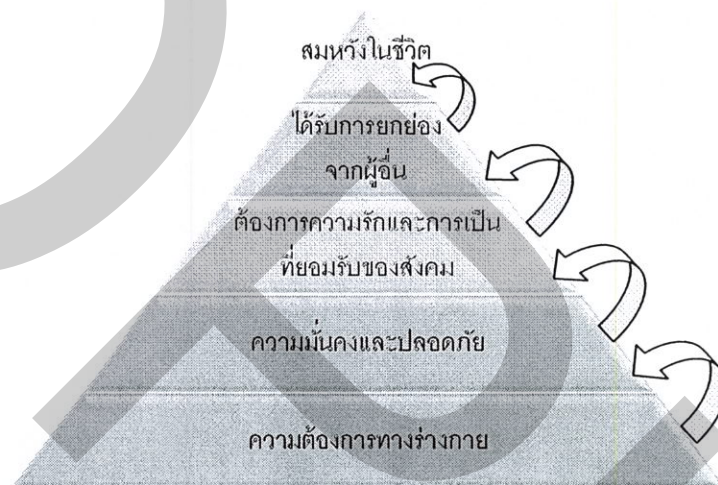 สมหวังในชีวิต
ได้รับการยกย่อง
จากผู้อื่น
ต้องการความรักและการเป็น
ที่ยอมรับของสังคม
ความมั่นคงและปลอดภัย
ความต้องการทางร่างกาย